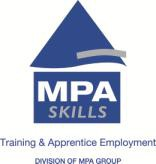 MPA
SKILLS
Training & Apprentice Employment
DIVISION OF MPA GROUP